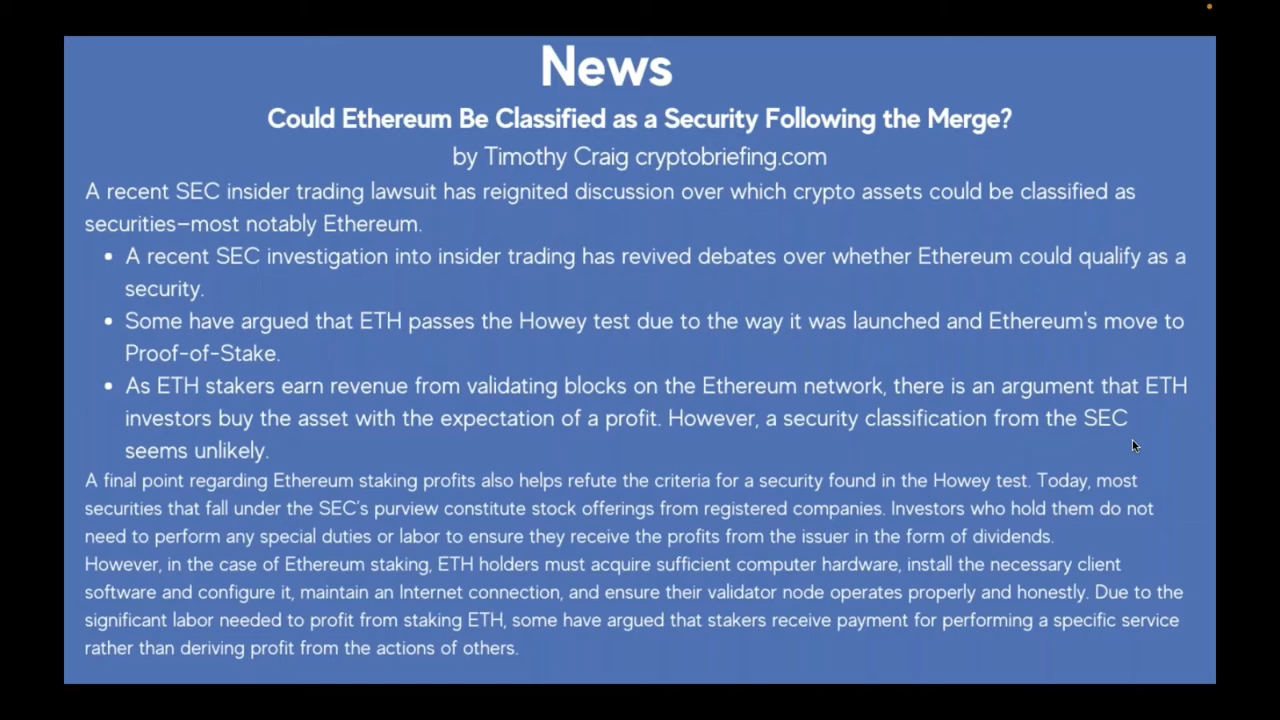 News
Could Ethereum Be Classified as a Security Following the Merge?
by Timothy Craig cryptobriefing.com
A recent SEC insider trading lawsuit has reignited discussion over which crypto assets could be classified as
securities—most notably Ethereum.
• A recent SEC investigation into insider trading has revived debates over whether Ethereum could qualify as a
security.
• Some have argued that ETH passes the Howey test due to the way it was launched and Ethereum's move to
Proof-of-Stake.
• As ETH stakers earn revenue from validating blocks on the Ethereum network, there is an argument that ETH
investors buy the asset with the expectation of a profit. However, a security classification from the SEC
seems unlikely.
A final point regarding Ethereum staking profits also helps refute the criteria for a security found in the Howey test. Today, most
securities that fall under the SEC's purview constitute stock offerings from registered companies. Investors who hold them do not
need to perform any special duties or labor to ensure they receive the profits from the issuer in the form of dividends.
However, in the case of Ethereum staking, ETH holders must acquire sufficient computer hardware, install the necessary client
software and configure it, maintain an Internet connection, and ensure their validator node operates properly and honestly. Due to the
significant labor needed to profit from staking ETH, some have argued that stakers receive payment for performing a specific service
rather than deriving profit from the actions of others.